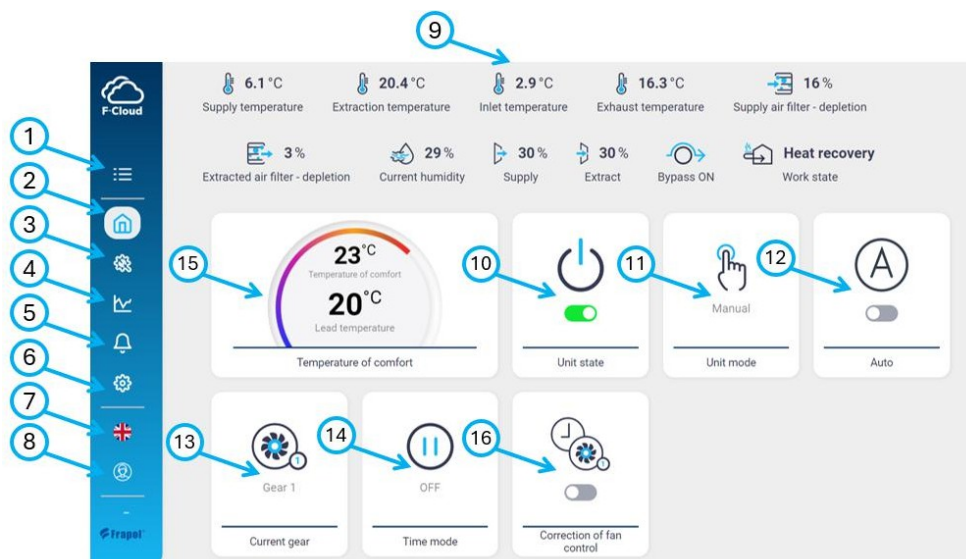 9
F-Cloud
6.1 °C
20.4 °C
2.9 °C
16.3 °C
16 %
Supply temperature
Extraction temperature
Inlet temperature
Exhaust temperature
Supply air filter - depletion
3 %
29 %
30 %
30 %
Heat recovery
Extracted air filter - depletion
Current humidity
Supply
Extract
Bypass ON
Work state
1
2
3
4
5
6
7
8
15
23°C
Temperature of comfort
20°C
Lead temperature
Temperature of comfort
10
Unit state
11
Manual
Unit mode
12
A
Auto
13
1
Gear 1
Current gear
14
OFF
Time mode
16
1
Correction of fan
control
Frapol